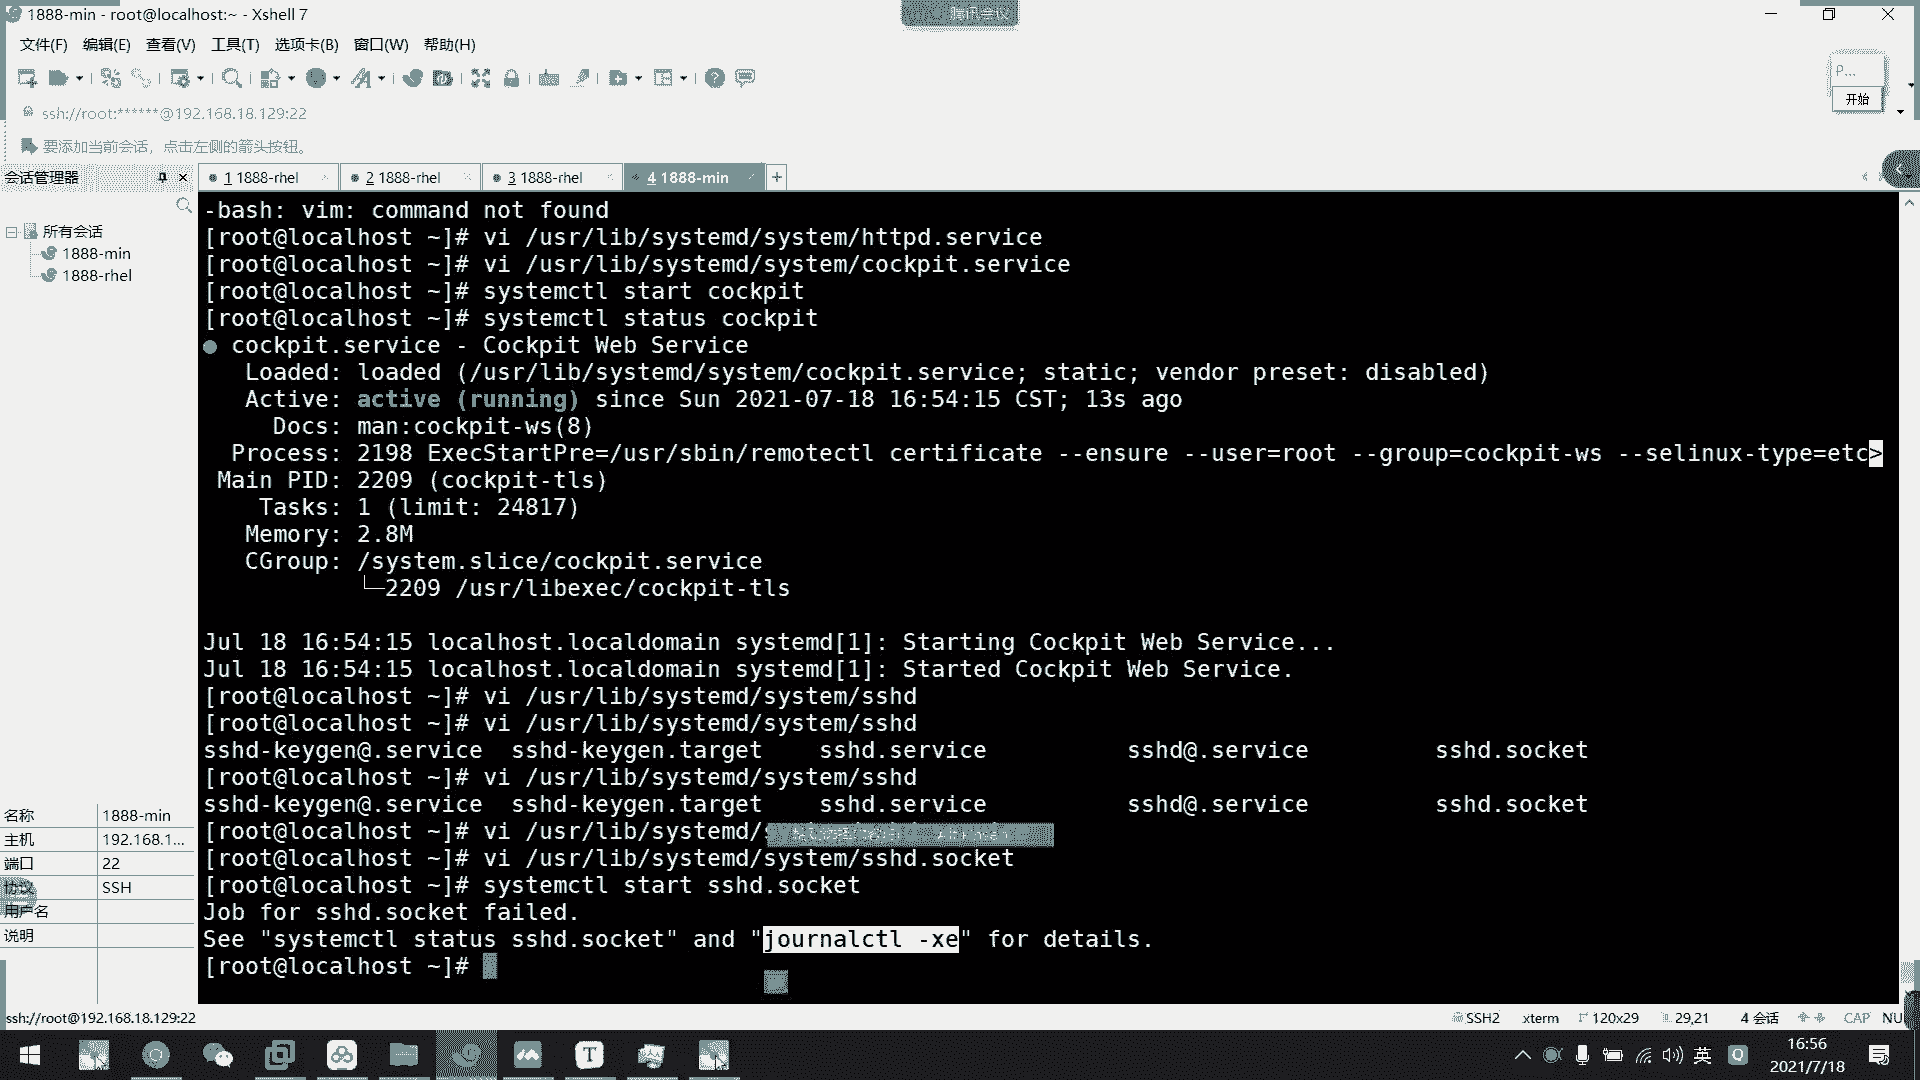 1888-min - root@localhost:~ - Xshell 7
腾讯会议
文件(F) 编辑(E) 查看(V) 工具(T) 选项卡(B) 窗口(W) 帮助(H)
P...
开始
ssh://root:******@192.168.18.129:22
要添加当前会话，点击左侧的箭头按钮。
会话管理器
1 1888-rhel
2 1888-rhel
3 1888-rhel
4 1888-min
+
所有会话
1888-min
1888-rhel
-bash: vim: command not found
[root@localhost ~]# vi /usr/lib/systemd/system/httpd.service
[root@localhost ~]# vi /usr/lib/systemd/system/cockpit.service
[root@localhost ~]# systemctl start cockpit
[root@localhost ~]# systemctl status cockpit
● cockpit.service - Cockpit Web Service
Loaded: loaded (/usr/lib/systemd/system/cockpit.service; static; vendor preset: disabled)
Active: active (running) since Sun 2021-07-18 16:54:15 CST; 13s ago
Docs: man:cockpit-ws(8)
Process: 2198 ExecStartPre=/usr/sbin/remotectl certificate --ensure --user=root --group=cockpit-ws --selinux-type=etc>
Main PID: 2209 (cockpit-tls)
Tasks: 1 (limit: 24817)
Memory: 2.8M
CGroup: /system.slice/cockpit.service
└─2209 /usr/libexec/cockpit-tls
Jul 18 16:54:15 localhost.localdomain systemd[1]: Starting Cockpit Web Service...
Jul 18 16:54:15 localhost.localdomain systemd[1]: Started Cockpit Web Service.
[root@localhost ~]# vi /usr/lib/systemd/system/sshd
[root@localhost ~]# vi /usr/lib/systemd/system/sshd
sshd-keygen@.service sshd-keygen.target sshd.service sshd@.service sshd.socket
[root@localhost ~]# vi /usr/lib/systemd/system/sshd
sshd-keygen@.service sshd-keygen.target sshd.service sshd@.service sshd.socket
[root@localhost ~]# vi /usr/lib/systemd/
[root@localhost ~]# vi /usr/lib/systemd/system/sshd.socket
[root@localhost ~]# systemctl start sshd.socket
Job for sshd.socket failed.
See "systemctl status sshd.socket" and "journalctl -xe" for details.
[root@localhost ~]#
名称 1888-min
主机 192.168.1...
端口 22
协议 SSH
用户名
说明
ssh://root@192.168.18.129:22
SSH2 xterm 120x29 29,21 4 会话 CAP NU
英
16:56
2021/7/18